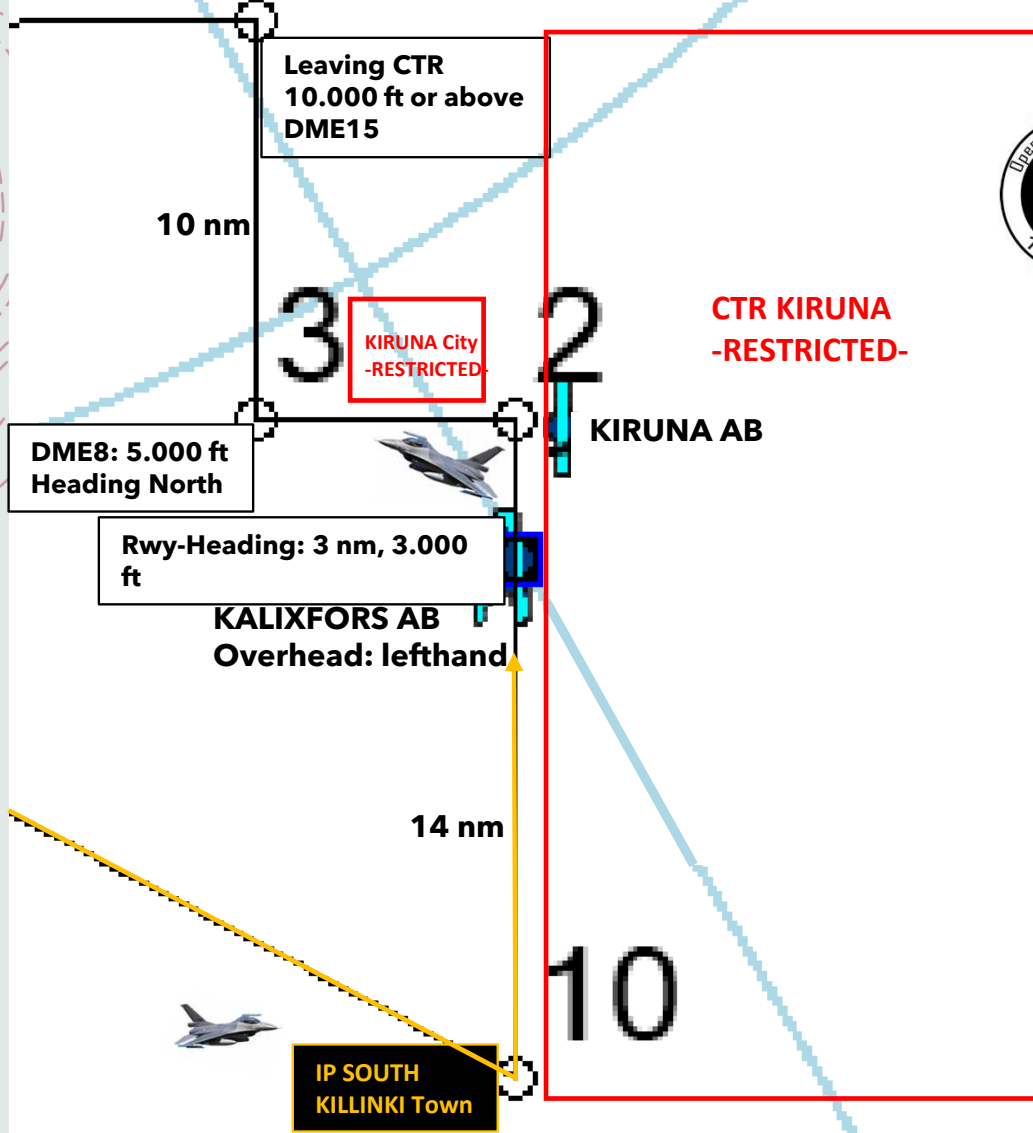 Leaving CTR
10.000 ft or above
DME15
10 nm
3
KIRUNA City
-RESTRICTED-
2
CTR KIRUNA
-RESTRICTED-
KIRUNA AB
DME8: 5.000 ft
Heading North
Rwy-Heading: 3 nm, 3.000
ft
KALIXFORS AB
Overhead: lefthand
14 nm
10
IP SOUTH
KILLINKI Town